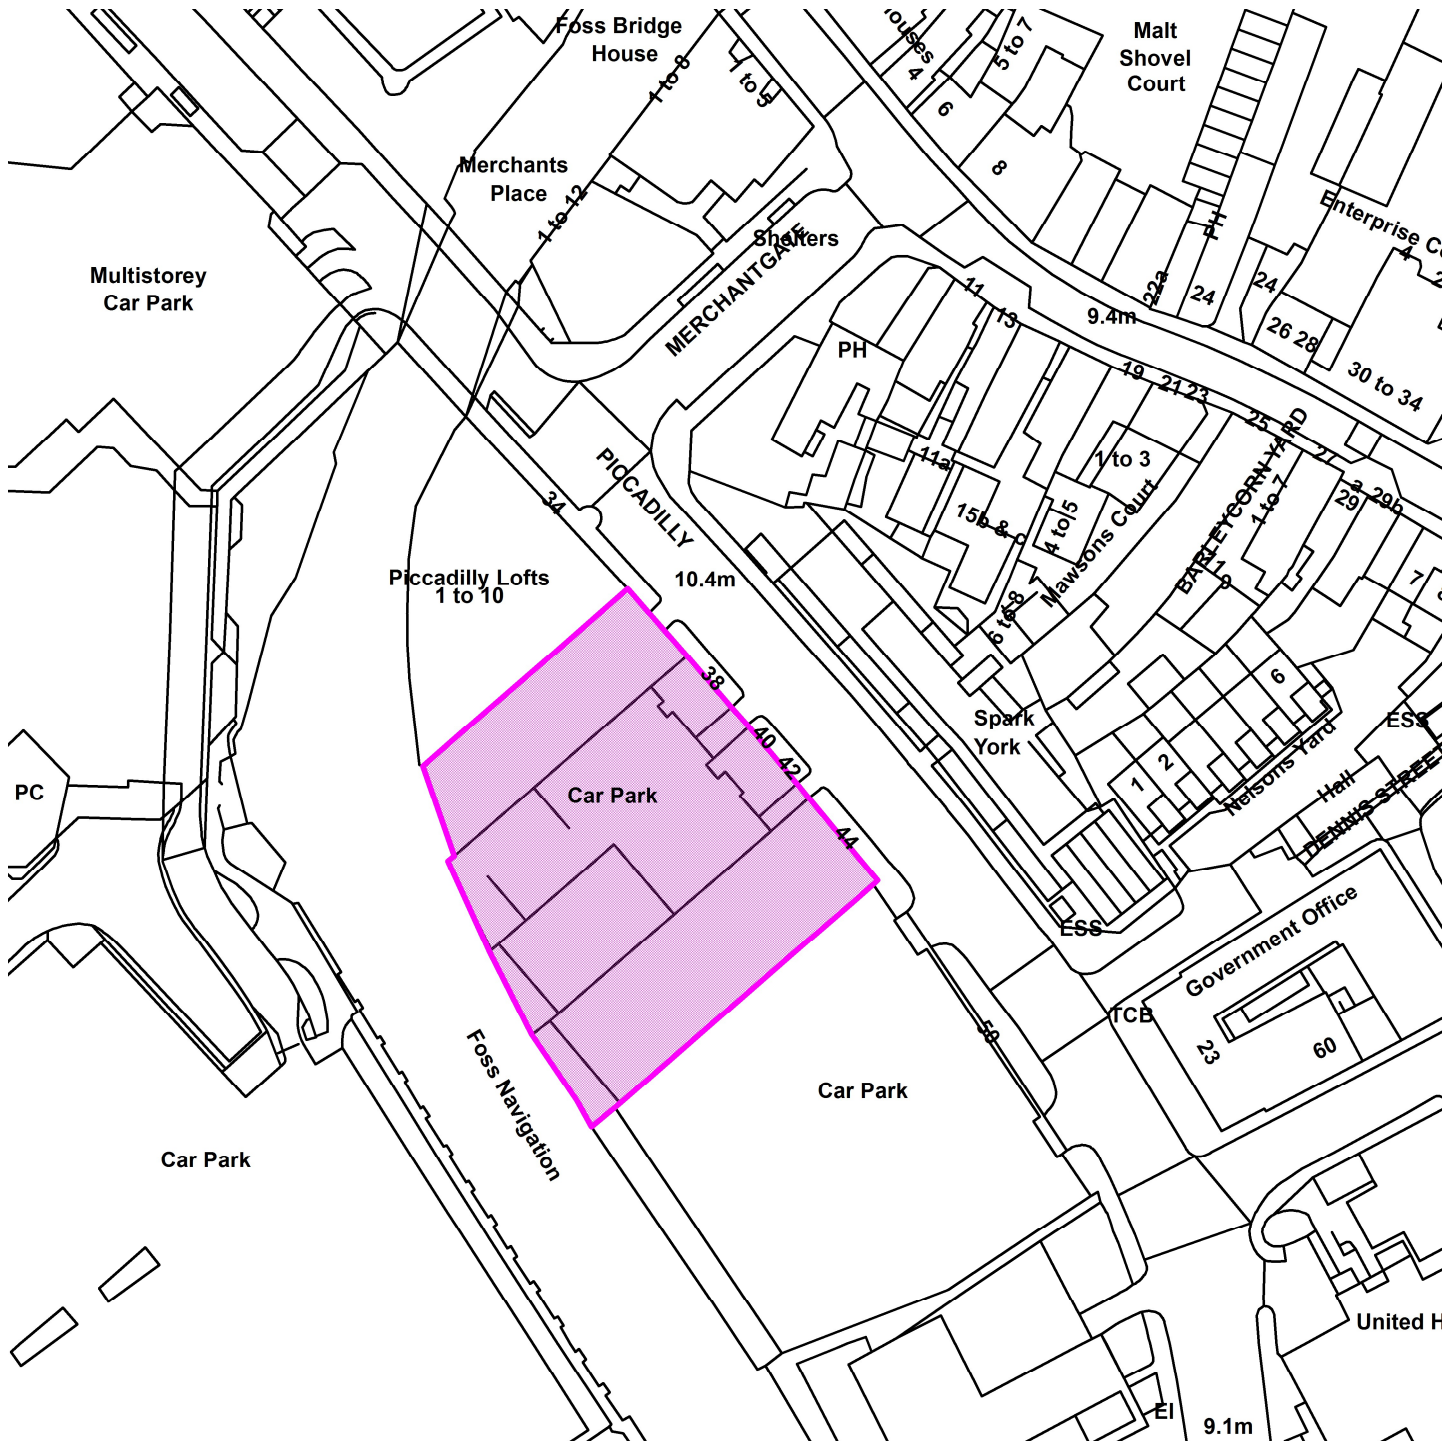 Foss Bridge
House
1 to 8
1 to 5
ouses
4
5 to 7
6
8
Malt
Shovel
Court
Merchants
Place
1 to 12
Shelters
MERCHANTGATE
PH
Enterprise C
4
22a
24
24
26 28
30 to 34
9.4m
Multistorey
Car Park
11
13
PH
19
21
23
25
27
29
a
29b
11a
15b & c
1 to 3
4 to 5
6 to 8
Mawsons Court
BARLEYCORN YARD
1 to 7
7
34
PICCADILLY
10.4m
Piccadilly Lofts
1 to 10
38
40
42
44
50
Car Park
Spark
York
1
2
6
Nelsons Yard
Hall
DENNIS STREET
ESS
ESS
PC
Government Office
TCB
23
60
Foss Navigation
Car Park
Car Park
United H
El
9.1m